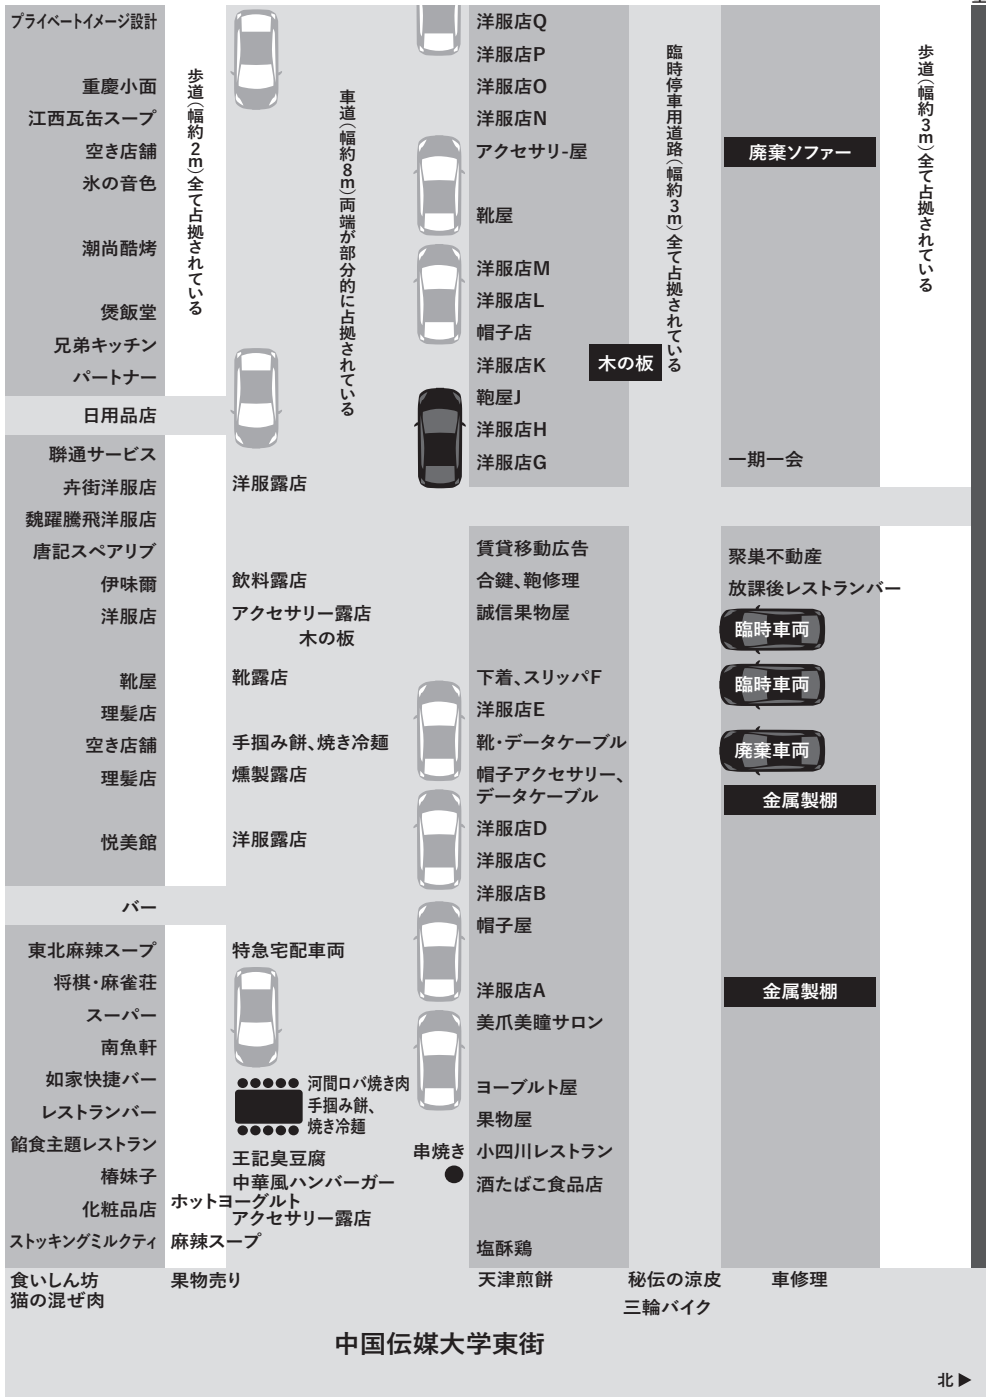 プライベートイメージ設計
重慶小面
江西瓦缶スープ
空き店舗
氷の音色
潮尚酷烤
煲飯堂
兄弟キッチン
パートナー
日用品店
聯通サービス
卉街洋服店
魏躍騰飛洋服店
唐記スペアリブ
伊味爾
洋服店
靴屋
理髪店
空き店舗
理髪店
悦美館
バー
東北麻辣スープ
将棋・麻雀荘
スーパー
南魚軒
如家快捷バー
レストランバー
餡食主題レストラン
椿妹子
化粧品店
ストッキングミルクティ
食いしん坊
猫の混ぜ肉
歩道(幅約2m)全て占拠されている
ホットヨーグルト
麻辣スープ
果物売り
車道(幅約8m)両端が部分的に占拠されている
洋服露店
飲料露店
アクセサリー露店
木の板
靴露店
手掴み餅、焼き冷麺
燻製露店
洋服露店
特急宅配車両
河間ロバ焼き肉
手掴み餅、
焼き冷麺
王記臭豆腐
中華風ハンバーガー
アクセサリー露店
串焼き
洋服店Q
洋服店P
洋服店O
洋服店N
アクセサリ-屋
靴屋
洋服店M
洋服店L
帽子店
洋服店K
鞄屋J
洋服店H
洋服店G
賃貸移動広告
合鍵、鞄修理
誠信果物屋
下着、スリッパF
洋服店E
靴・データケーブル
帽子アクセサリー、
データケーブル
洋服店D
洋服店C
洋服店B
帽子屋
洋服店A
美爪美瞳サロン
ヨーブルト屋
果物屋
小四川レストラン
酒たばこ食品店
塩酥鶏
天津煎餅
臨時停車用道路(幅約3m)全て占拠されている
木の板
秘伝の涼皮
三輪バイク
廃棄ソファー
一期一会
聚巣不動産
放課後レストランバー
臨時車両
臨時車両
廃棄車両
金属製棚
金属製棚
車修理
歩道(幅約3m)全て占拠されている
中国伝媒大学東街
北▶